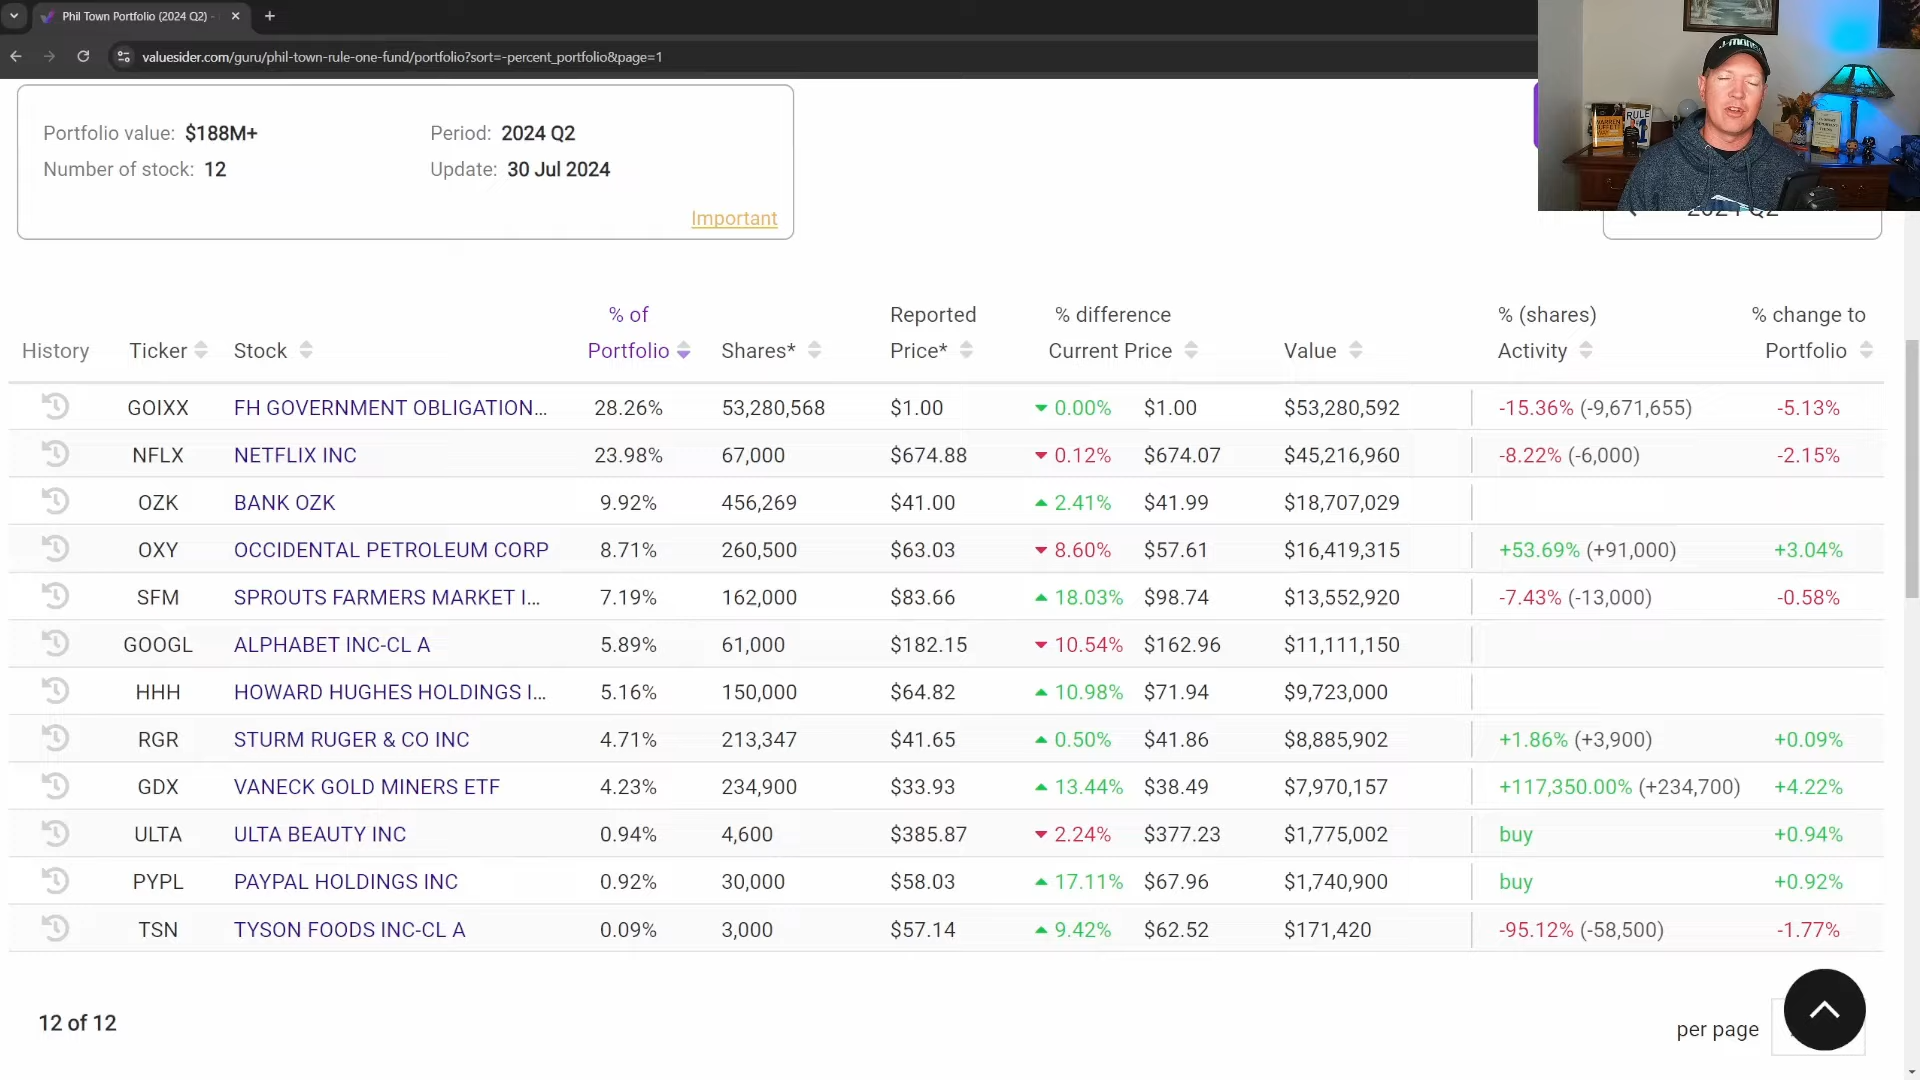 Phil Town Portfolio (2024 Q2) -
valuesider.com/guru/phil-town-rule-one-fund/portfolio?sort=-percent_portfolio&page=1
Portfolio value: $188M+ Period: 2024 Q2
Number of stock: 12 Update: 30 Jul 2024
Important
2024 Q2
RULE
#1
History Ticker Stock % of Portfolio Shares* Reported Price* % difference Current Price Value % (shares) Activity % change to Portfolio
GOIXX FH GOVERNMENT OBLIGATION... 28.26% 53,280,568 $1.00 0.00% $1.00 $53,280,592 -15.36% (-9,671,655) -5.13%
NFLX NETFLIX INC 23.98% 67,000 $674.88 0.12% $674.07 $45,216,960 -8.22% (-6,000) -2.15%
OZK BANK OZK 9.92% 456,269 $41.00 2.41% $41.99 $18,707,029
OXY OCCIDENTAL PETROLEUM CORP 8.71% 260,500 $63.03 8.60% $57.61 $16,419,315 +53.69% (+91,000) +3.04%
SFM SPROUTS FARMERS MARKET I... 7.19% 162,000 $83.66 18.03% $98.74 $13,552,920 -7.43% (-13,000) -0.58%
GOOGL ALPHABET INC-CL A 5.89% 61,000 $182.15 10.54% $162.96 $11,111,150
HHH HOWARD HUGHES HOLDINGS I... 5.16% 150,000 $64.82 10.98% $71.94 $9,723,000
RGR STURM RUGER & CO INC 4.71% 213,347 $41.65 0.50% $41.86 $8,885,902 +1.86% (+3,900) +0.09%
GDX VANECK GOLD MINERS ETF 4.23% 234,900 $33.93 13.44% $38.49 $7,970,157 +117,350.00% (+234,700) +4.22%
ULTA ULTA BEAUTY INC 0.94% 4,600 $385.87 2.24% $377.23 $1,775,002 buy +0.94%
PYPL PAYPAL HOLDINGS INC 0.92% 30,000 $58.03 17.11% $67.96 $1,740,900 buy +0.92%
TSN TYSON FOODS INC-CL A 0.09% 3,000 $57.14 9.42% $62.52 $171,420 -95.12% (-58,500) -1.77%
12 of 12
per page